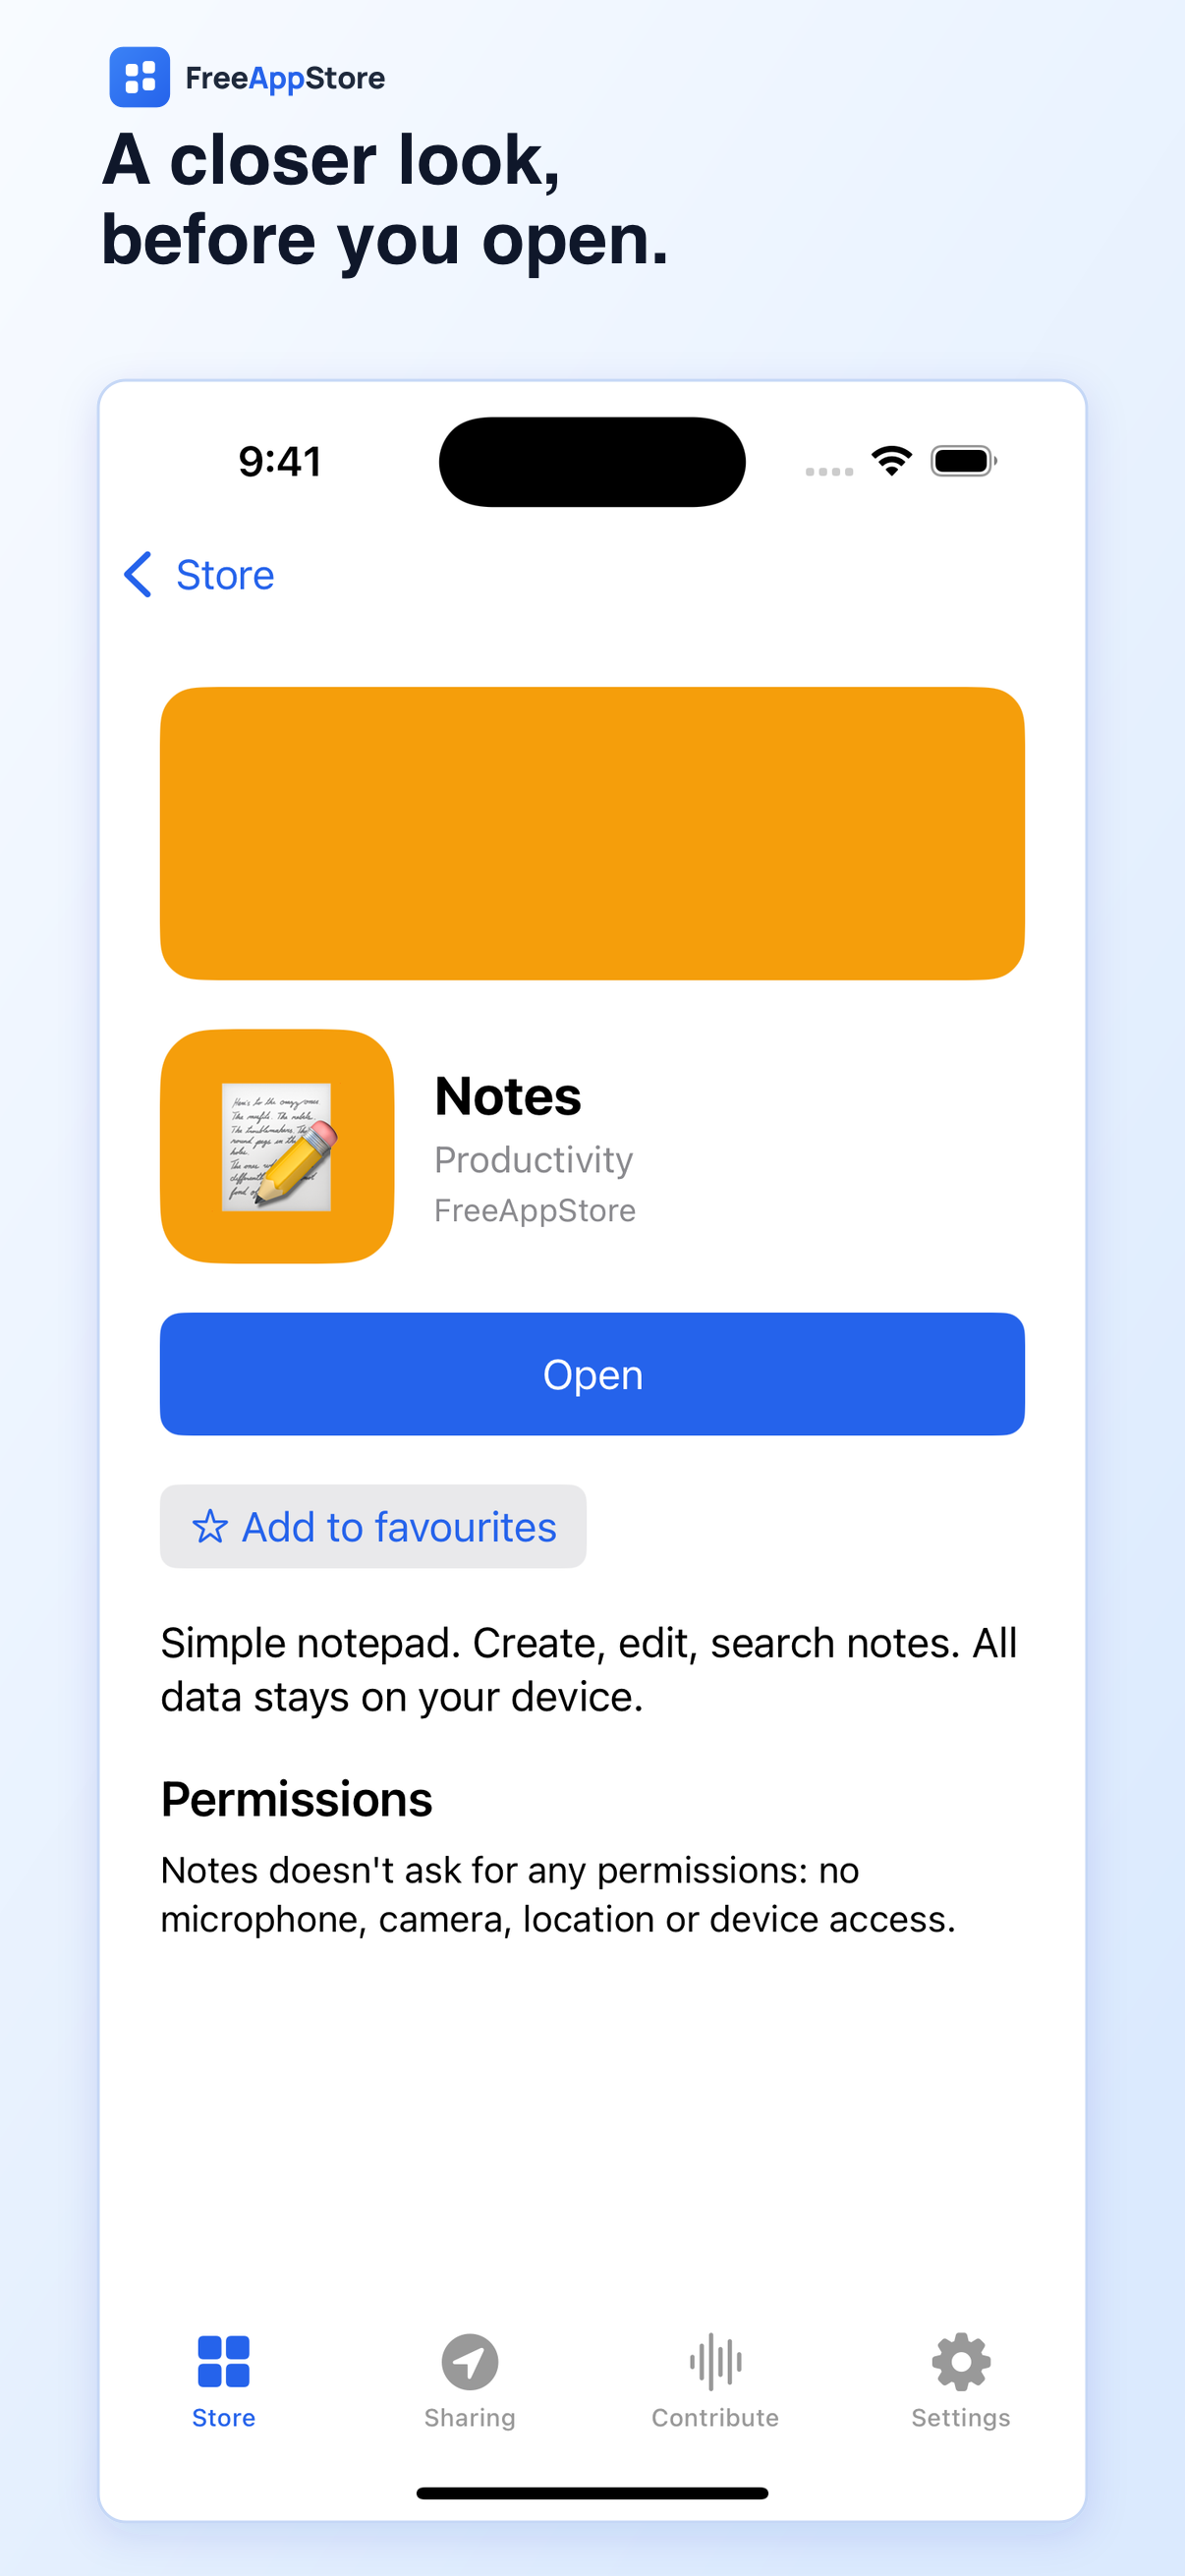 FreeAppStore
A closer look,
before you open.
9:41
Store
Notes
Productivity
FreeAppStore
Open
Add to favourites
Simple notepad. Create, edit, search notes. All
data stays on your device.
Permissions
Notes doesn't ask for any permissions: no
microphone, camera, location or device access.
Store
Sharing
Contribute
Settings